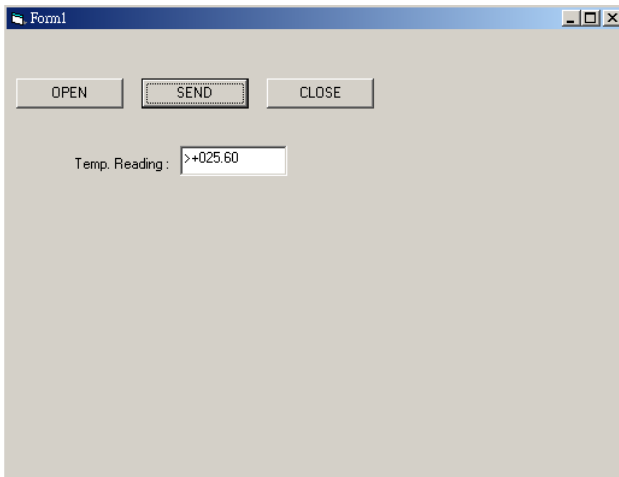 Form1
OPEN SEND CLOSE
Temp. Reading : >+025.60